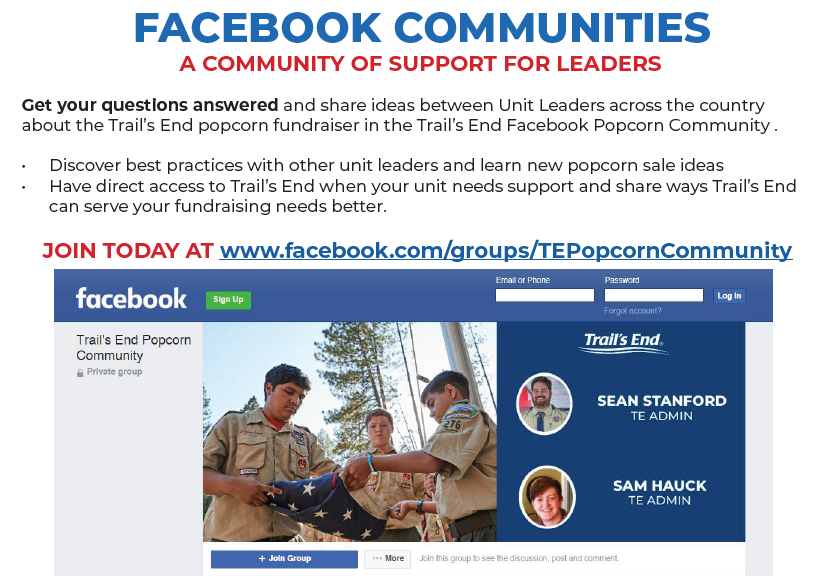 FACEBOOK COMMUNITIES
A COMMUNITY OF SUPPORT FOR LEADERS
Get your questions answered and share ideas between Unit Leaders across the country
about the Trail's End popcorn fundraiser in the Trail's End Facebook Popcorn Community .
• Discover best practices with other unit leaders and learn new popcorn sale ideas
• Have direct access to Trail's End when your unit needs support and share ways Trail's End
can serve your fundraising needs better.
JOIN TODAY AT www.facebook.com/groups/TEPopcornCommunity
Email or Phone
Password
facebook
Sign Up
Log In
Forgot account?
Trail's End Popcorn
Community
Private group
276
Trail's End®
SEAN STANFORD
TE ADMIN
SAM HAUCK
TE ADMIN
+ Join Group
··· More
Join this group to see the discussion, post and comment.